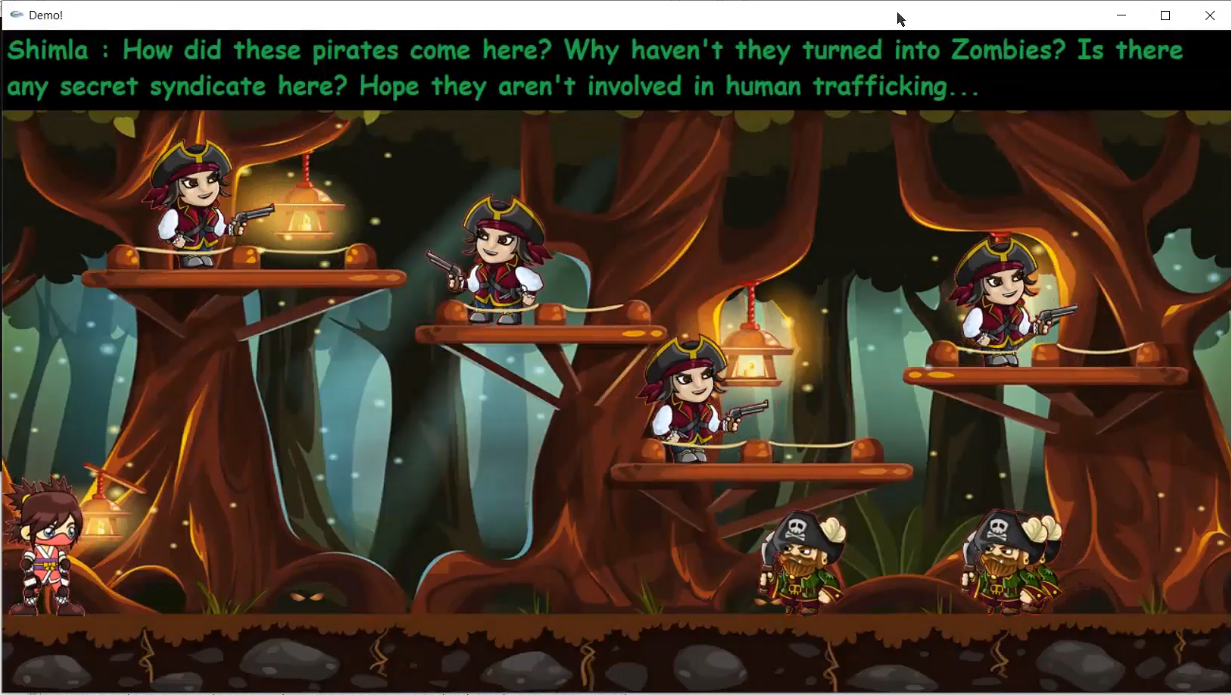 Demo!
Shimla : How did these pirates come here? Why haven't they turned into Zombies? Is there
any secret syndicate here? Hope they aren't involved in human trafficking...